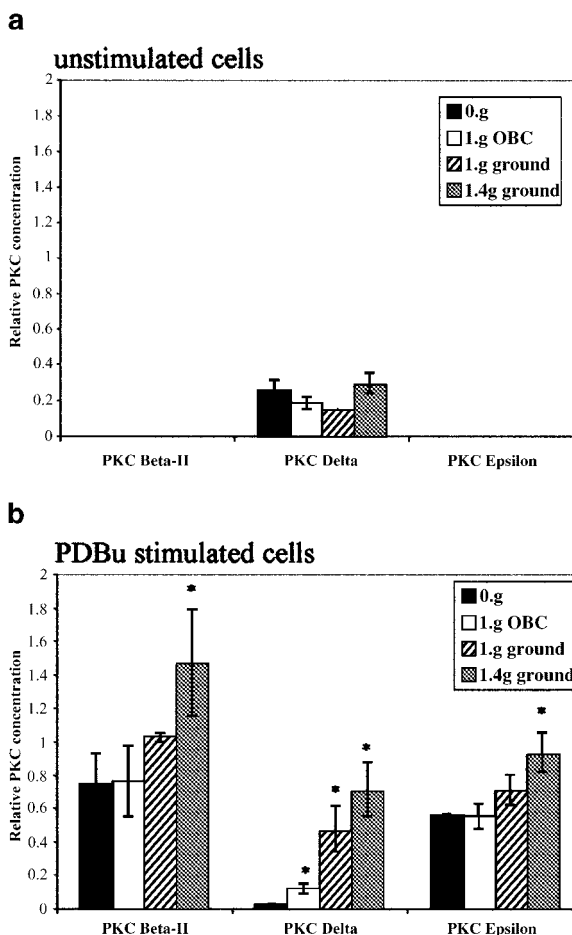 a
unstimulated cells
2
1.8
1.6
1.4
1.2
1
0.8
0.6
0.4
0.2
0
Relative PKC concentration
0.g
1.g OBC
1.g ground
1.4g ground
PKC Beta-II PKC Delta PKC Epsilon
b
PDBu stimulated cells
2
1.8
1.6
1.4
1.2
1
0.8
0.6
0.4
0.2
0
Relative PKC concentration
0.g
1.g OBC
1.g ground
1.4g ground
*
*
*
*
*
PKC Beta-II PKC Delta PKC Epsilon